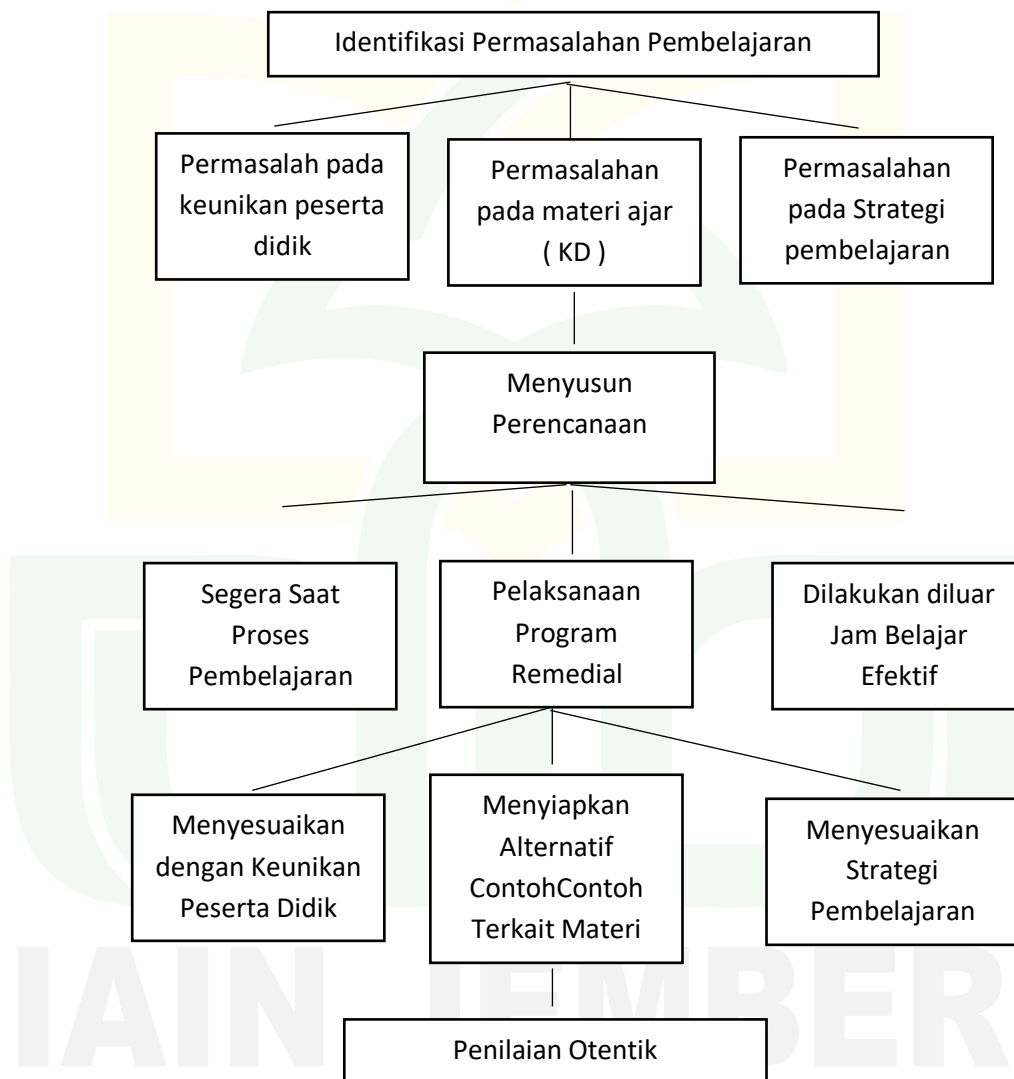 Identifikasi Permasalahan Pembelajaran
Permasalah pada
keunikan peserta
didik
Permasalahan
pada materi ajar
( KD )
Permasalahan
pada Strategi
pembelajaran
Menyusun
Perencanaan
Segera Saat
Proses
Pembelajaran
Pelaksanaan
Program
Remedial
Dilakukan diluar
Jam Belajar
Efektif
Menyesuaikan
dengan Keunikan
Peserta Didik
Menyiapkan
Alternatif
ContohContoh
Terkait Materi
Menyesuaikan
Strategi
Pembelajaran
Penilaian Otentik
IAIN JEMBER